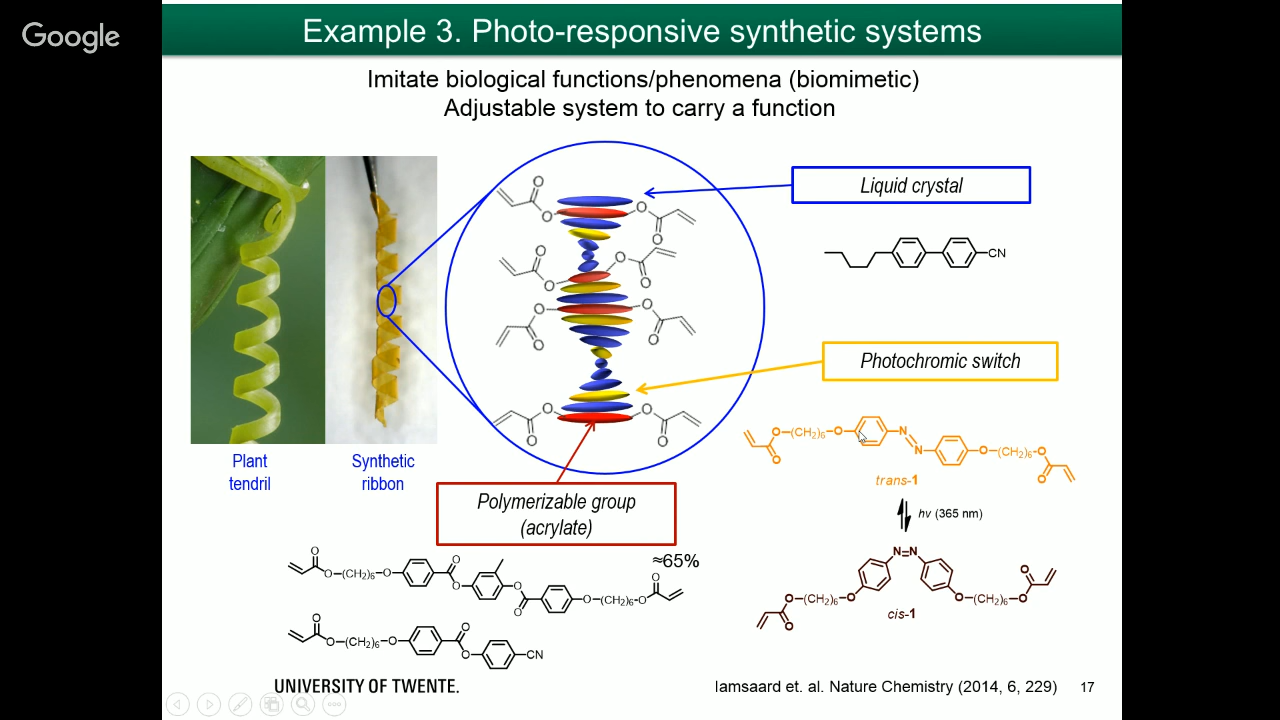 Google
Example 3. Photo-responsive synthetic systems
Imitate biological functions/phenomena (biomimetic)
Adjustable system to carry a function
Liquid crystal
CN
Photochromic switch
Plant
tendril
Synthetic
ribbon
Polymerizable group
(acrylate)
≈65%
O O O O O O O O O O O O O O O O
O O (CH2)6 O N N O (CH2)6 O O
trans-1
hv (365 nm)
O O (CH2)6 O N=N O (CH2)6 O O
cis-1
O O (CH2)6 O O O O O O (CH2)6 O O
O O (CH2)6 O O O CN
UNIVERSITY OF TWENTE.
Iamsaard et. al. Nature Chemistry (2014, 6, 229)
17